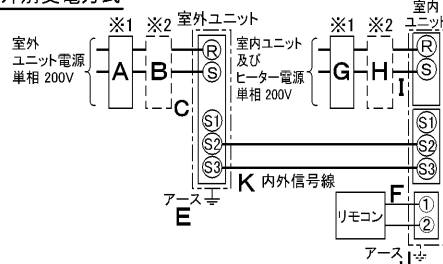 外別受電方式
※1 ※2 室外ユニット
室外
ユニット電源
単相 200V
A B
R
S
C
S1
S2
S3
アース
E
K 内外信号線
※1 ※2 室内
ユニット
室内ユニット
及び
ヒーター電源
単相 200V
G H
R
S
I
S1
S2
S3
F
リモコン
①
②
アース
J